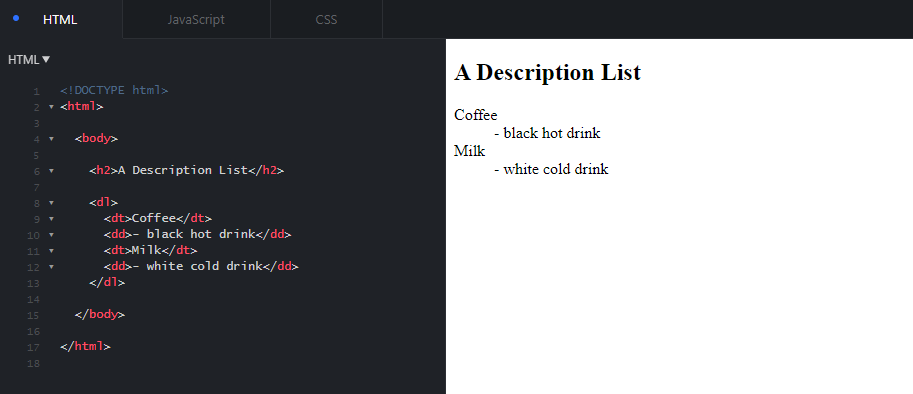 HTML JavaScript CSS
HTML ▼
1 <!DOCTYPE html>
2 ▼ <html>
3
4 ▼ <body>
5
6 ▼ <h2>A Description List</h2>
7
8 ▼ <dl>
9 ▼ <dt>Coffee</dt>
10 ▼ <dd>- black hot drink</dd>
11 ▼ <dt>Milk</dt>
12 ▼ <dd>- white cold drink</dd>
13 </dl>
14
15 </body>
16
17 </html>
18
A Description List
Coffee
- black hot drink
Milk
- white cold drink